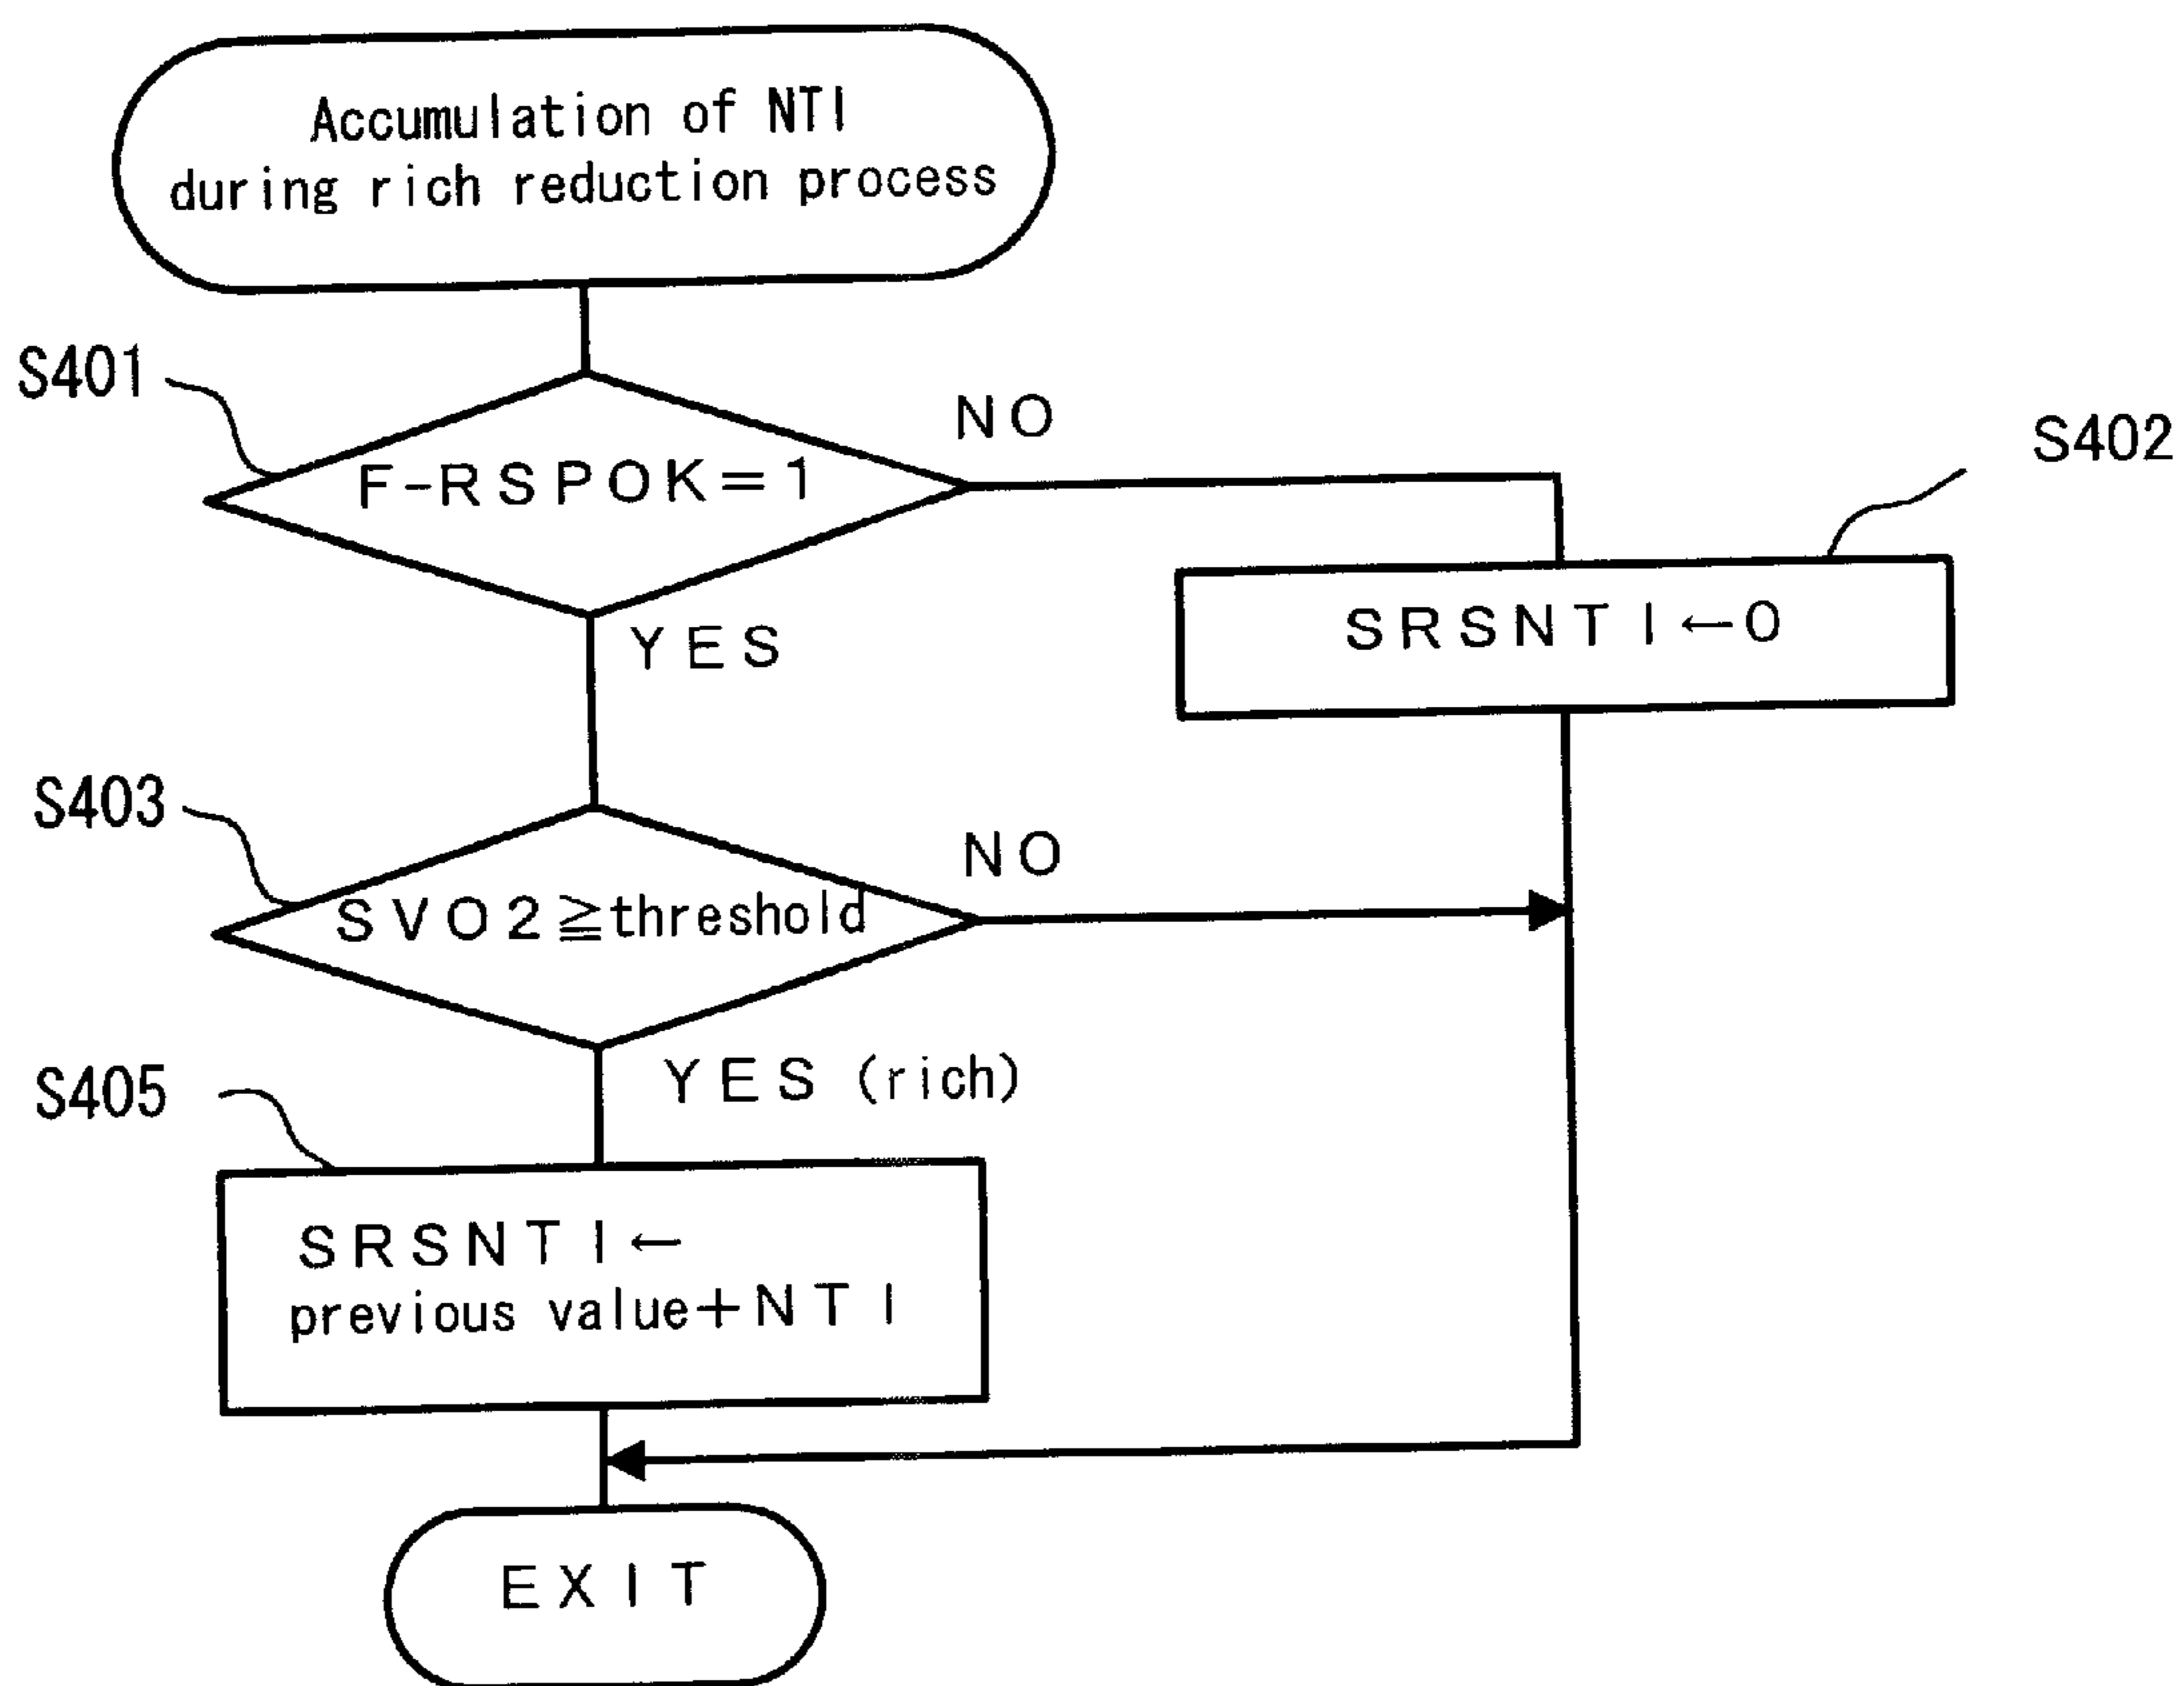 Accumulation of NTI
during rich reduction process
S401
F-RSPOK=1
NO
S402
SRSNTI←0
YES
S403
SVO2≧threshold
NO
YES (rich)
S405
SRSNTI←
previous value+NTI
EXIT